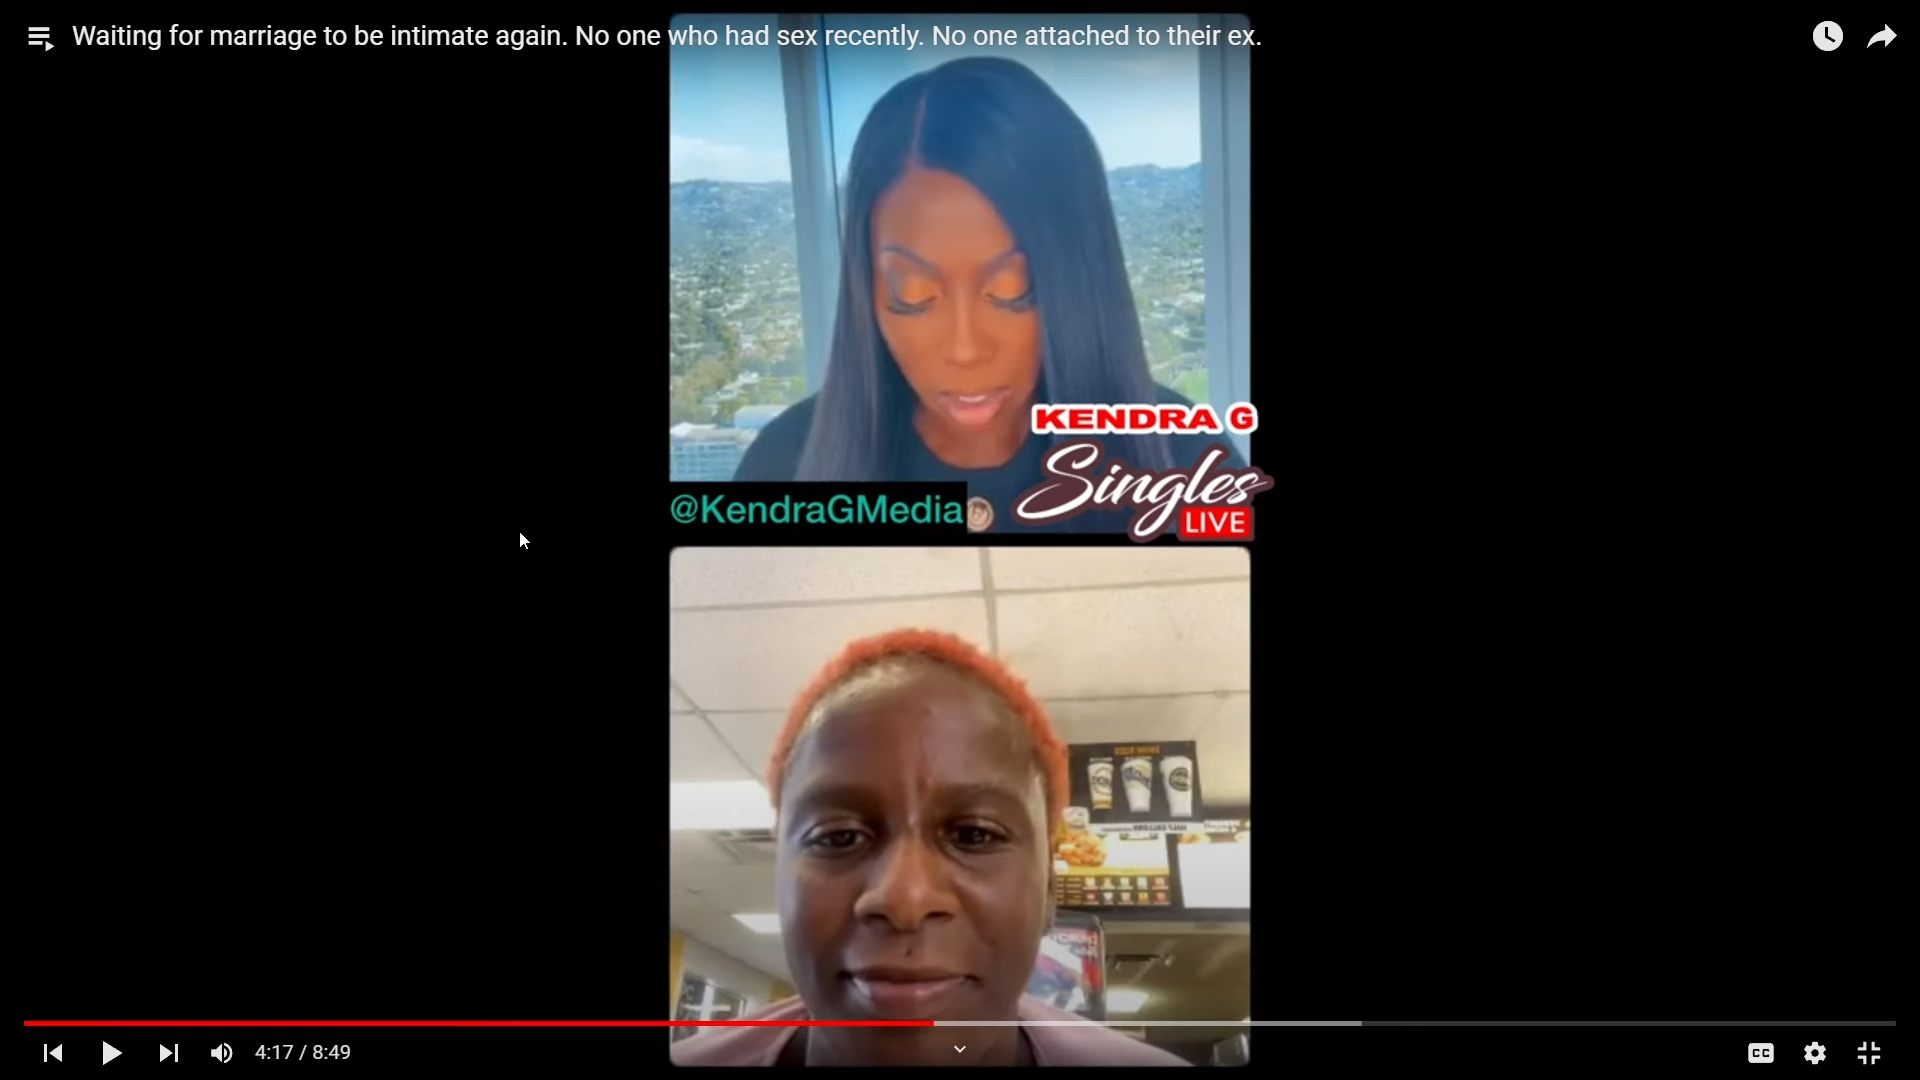 Waiting for marriage to be intimate again. No one who had sex recently. No one attached to their ex.
KENDRA G
Singles
LIVE
@KendraGMedia
4:17 / 8:49
CC